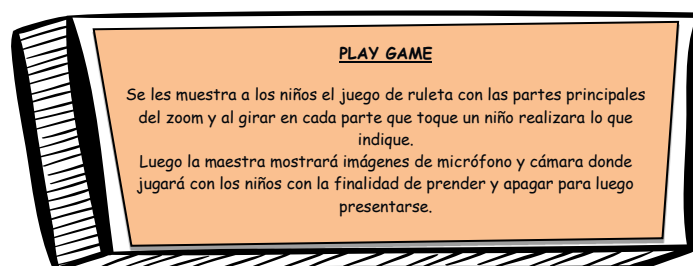 PLAY GAME
Se les muestra a los niños el juego de ruleta con las partes principales
del zoom y al girar en cada parte que toque un niño realizara lo que
indique.
Luego la maestra mostrará imágenes de micrófono y cámara donde
jugará con los niños con la finalidad de prender y apagar para luego
presentarse.